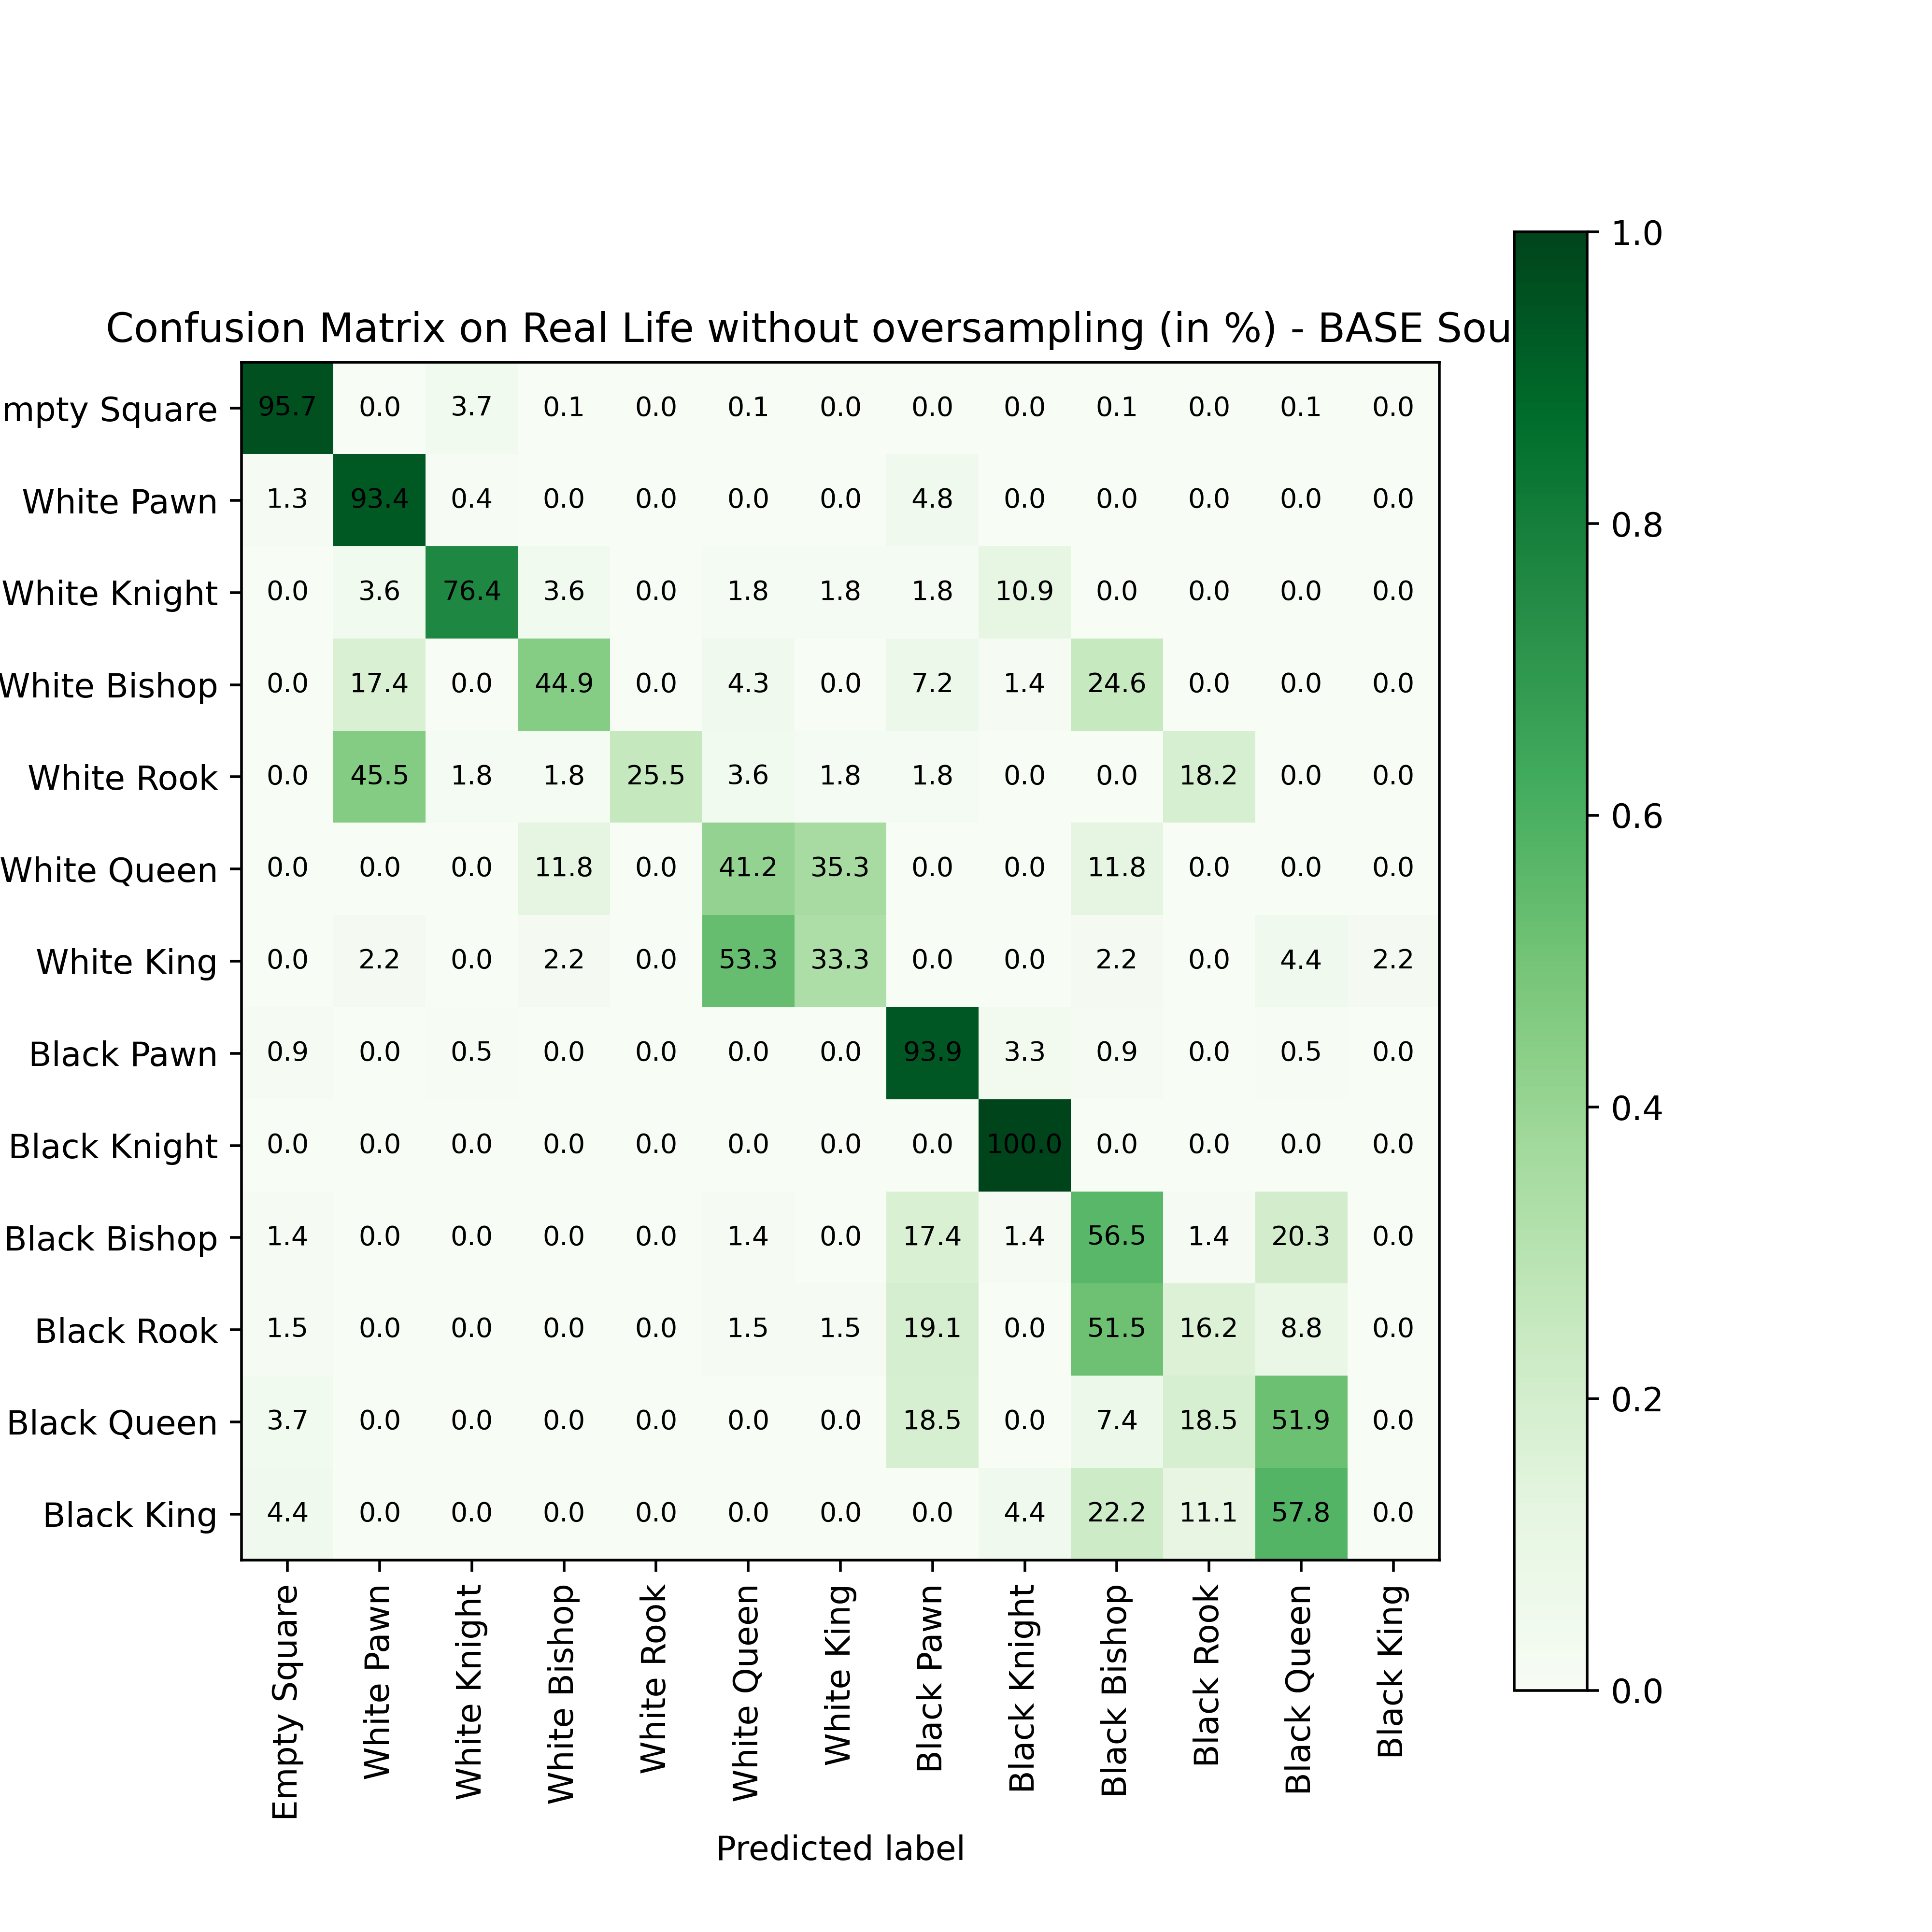 Confusion Matrix on Real Life without oversampling (in %) - BASE Sou
mpty Square 95.7 0.0 3.7 0.1 0.0 0.1 0.0 0.0 0.0 0.1 0.0 0.1 0.0
White Pawn 1.3 93.4 0.4 0.0 0.0 0.0 0.0 4.8 0.0 0.0 0.0 0.0 0.0
White Knight 0.0 3.6 76.4 3.6 0.0 1.8 1.8 1.8 10.9 0.0 0.0 0.0 0.0
White Bishop 0.0 17.4 0.0 44.9 0.0 4.3 0.0 7.2 1.4 24.6 0.0 0.0 0.0
White Rook 0.0 45.5 1.8 1.8 25.5 3.6 1.8 1.8 0.0 0.0 18.2 0.0 0.0
White Queen 0.0 0.0 0.0 11.8 0.0 41.2 35.3 0.0 0.0 11.8 0.0 0.0 0.0
White King 0.0 2.2 0.0 2.2 0.0 53.3 33.3 0.0 0.0 2.2 0.0 4.4 2.2
Black Pawn 0.9 0.0 0.5 0.0 0.0 0.0 0.0 93.9 3.3 0.9 0.0 0.5 0.0
Black Knight 0.0 0.0 0.0 0.0 0.0 0.0 0.0 0.0 100.0 0.0 0.0 0.0 0.0
Black Bishop 1.4 0.0 0.0 0.0 0.0 1.4 0.0 17.4 1.4 56.5 1.4 20.3 0.0
Black Rook 1.5 0.0 0.0 0.0 0.0 1.5 1.5 19.1 0.0 51.5 16.2 8.8 0.0
Black Queen 3.7 0.0 0.0 0.0 0.0 0.0 0.0 18.5 0.0 7.4 18.5 51.9 0.0
Black King 4.4 0.0 0.0 0.0 0.0 0.0 0.0 0.0 4.4 22.2 11.1 57.8 0.0
Empty Square
White Pawn
White Knight
White Bishop
White Rook
White Queen
White King
Black Pawn
Black Knight
Black Bishop
Black Rook
Black Queen
Black King
Predicted label
1.0
0.8
0.6
0.4
0.2
0.0